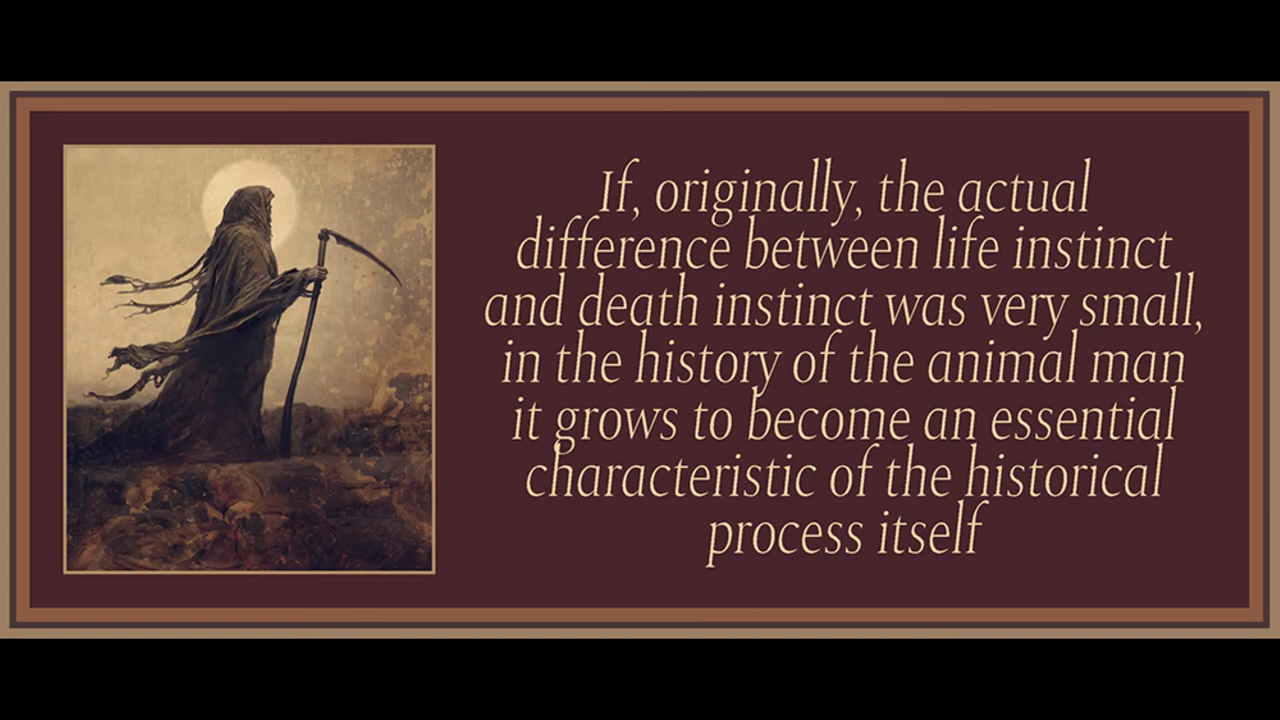 If, originally, the actual
difference between life instinct
and death instinct was very small,
in the history of the animal man
it grows to become an essential
characteristic of the historical
process itself